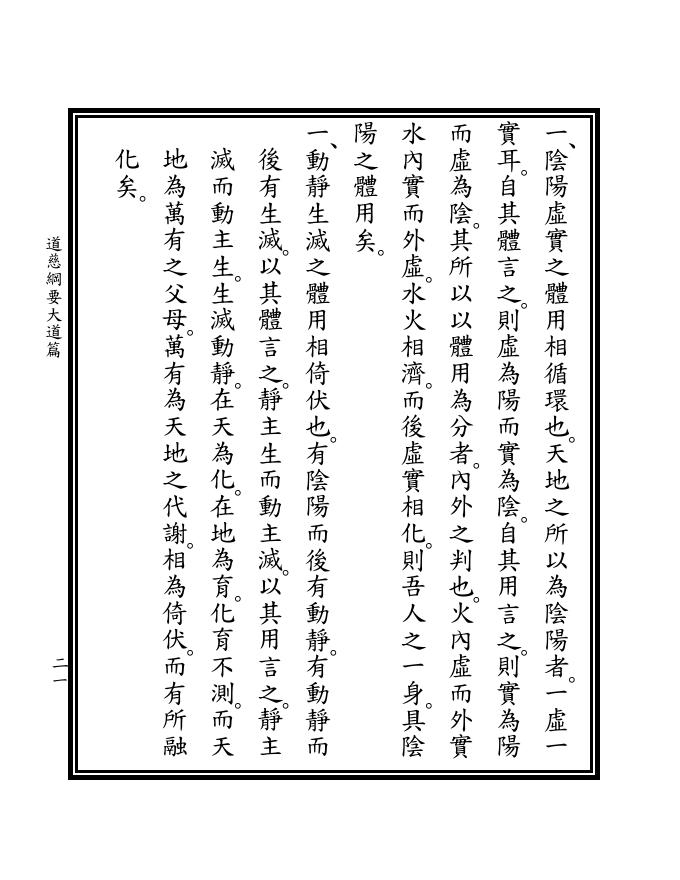 一、陰陽虛實之體用相循環也。天地之所以為陰陽者。一虛一
實耳。自其體言之。則虛為陽而實為陰。自其用言之。則實為陽
而虛為陰。其所以以體用為分者。內外之判也。火內虛而外實
水內實而外虛。水火相濟。而後虛實相化。則吾人之一身。具陰
陽之體用矣。
一、動靜生滅之體用相倚伏也。有陰陽而後有動靜。有動靜而
後有生滅。以其體言之。靜主生而動主滅。以其用言之。靜主
滅而動主生。生滅動靜。在天為化。在地為育。化育不測。而天
地為萬有之父母。萬有為天地之代謝。相為倚伏。而有所融
化矣。
道慈綱要大道篇
二一